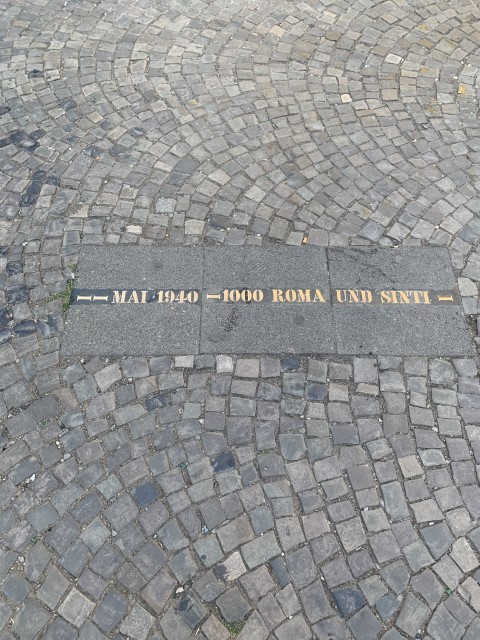 MAI 1940 – 1000 ROMA UND SINTI